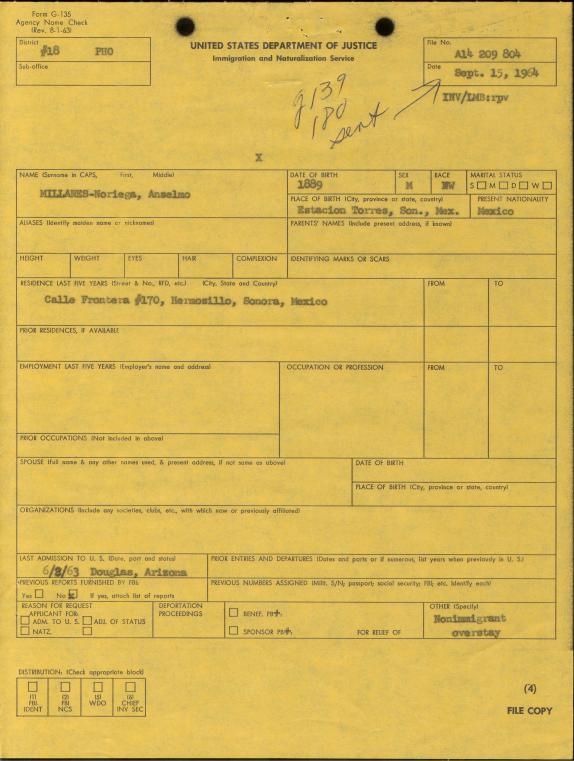 Form G-135
Agency Name Check
(Rev. 8-1-63)
District
#18 PHO
Sub-office
UNITED STATES DEPARTMENT OF JUSTICE
Immigration and Naturalization Service
File No.
A14 209 804
Date
Sept. 15, 1964
INV/LMB:rpv
g139
180
sent
X
NAME (Surname in CAPS, First, Middle)
MILLANES-Noriega, Anselmo
DATE OF BIRTH
1889
SEX
M
RACE
NW
MARITAL STATUS
S M D W
PLACE OF BIRTH (City, province or state, country)
Estacion Torres, Son., Mex.
PRESENT NATIONALITY
Mexico
ALIASES (Identify maiden name or nicknames)
PARENTS' NAMES (Include present address, if known)
HEIGHT WEIGHT EYES HAIR COMPLEXION
IDENTIFYING MARKS OR SCARS
RESIDENCE LAST FIVE YEARS (Street & No., RFD, etc.) (City, State and Country) FROM TO
Calle Frontera #170, Hermosillo, Sonora, Mexico
PRIOR RESIDENCES, IF AVAILABLE
EMPLOYMENT LAST FIVE YEARS (Employer's name and address)
OCCUPATION OR PROFESSION FROM TO
PRIOR OCCUPATIONS (Not included in above)
SPOUSE (Full name & any other names used, & present address, if not same as above)
DATE OF BIRTH
PLACE OF BIRTH (City, province or state, country)
ORGANIZATIONS (Include any societies, clubs, etc., with which now or previously affiliated)
LAST ADMISSION TO U. S. (Date, port and status)
6/2/63 Douglas, Arizona
PRIOR ENTRIES AND DEPARTURES (Dates and ports or if numerous, list years when previously in U. S.)
PREVIOUS REPORTS FURNISHED BY FBI:
Yes No X If yes, attach list of reports
PREVIOUS NUMBERS ASSIGNED (Milit. S/N; passport; social security; FBI; etc. Identify each)
REASON FOR REQUEST
APPLICANT FOR:
ADM. TO U. S. ADJ. OF STATUS
NATZ.
DEPORTATION
PROCEEDINGS
BENEF. PB
SPONSOR PB FOR RELIEF OF
OTHER (Specify)
Nonimmigrant
overstay
DISTRIBUTION: (Check appropriate block)
(1)
FBI
IDENT
(2)
FBI
NCS
(5)
WDO
(6)
CHIEF
INV SEC
(4)
FILE COPY